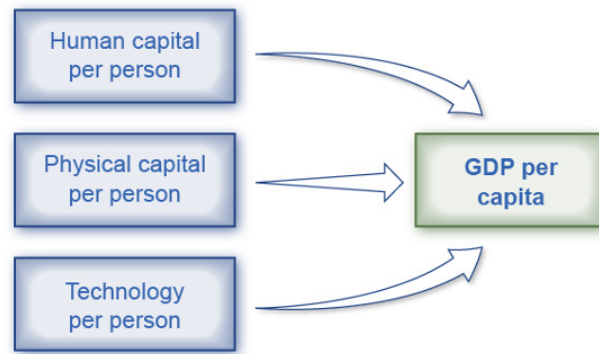 Human capital
per person
Physical capital
per person
GDP per
capita
Technology
per person